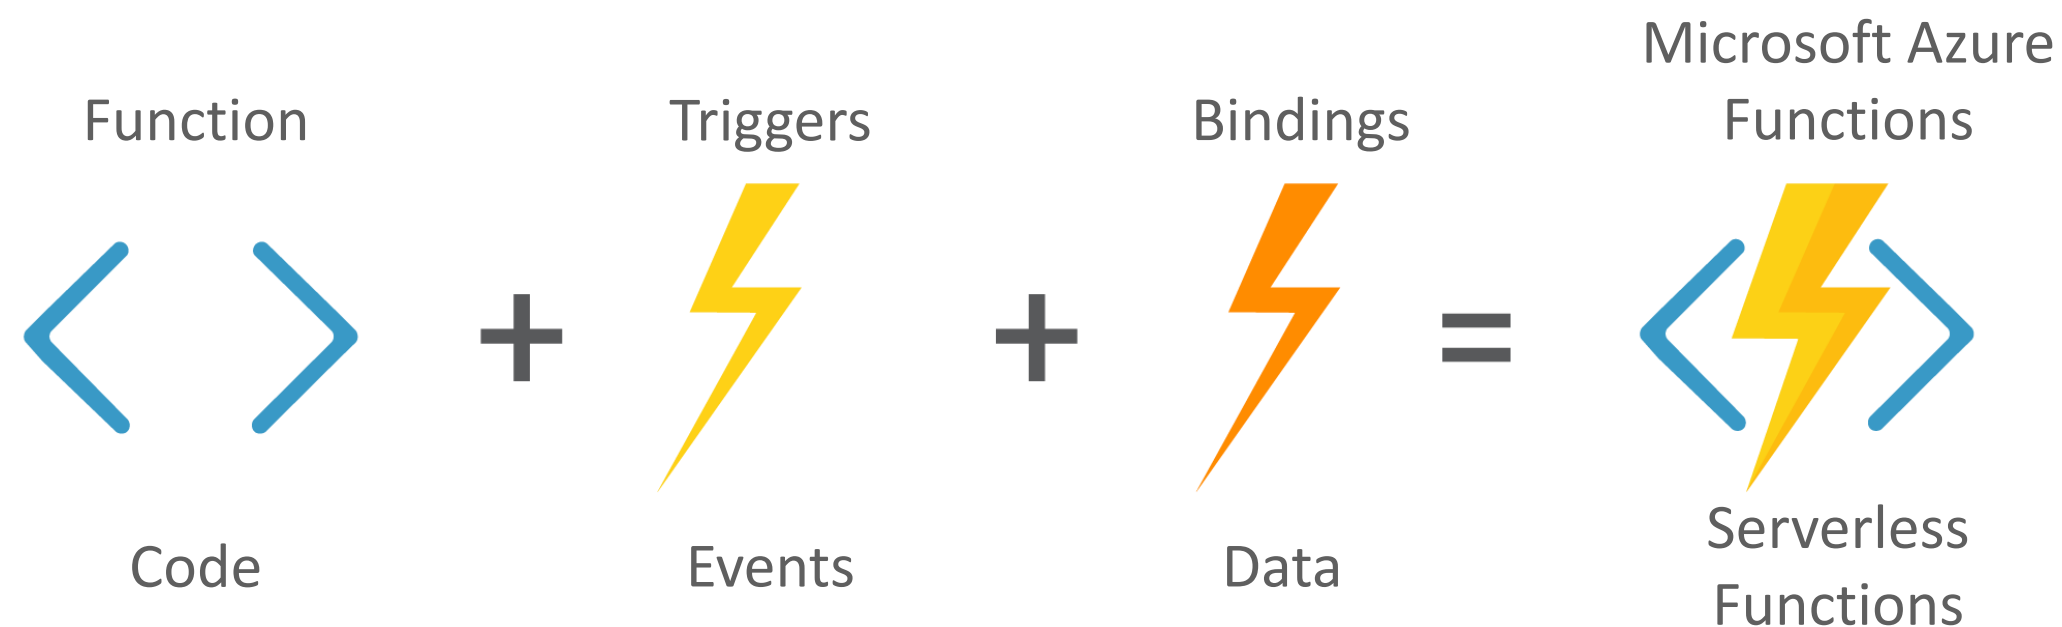 Function
Triggers
Bindings
Microsoft Azure
Functions
+
+
=
Code
Events
Data
Serverless
Functions